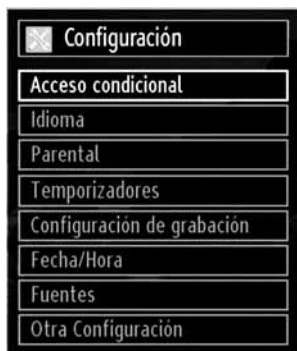 Configuración
Acceso condicional
Idioma
Parental
Temporizadores
Configuración de grabación
Fecha/Hora
Fuentes
Otra Configuración